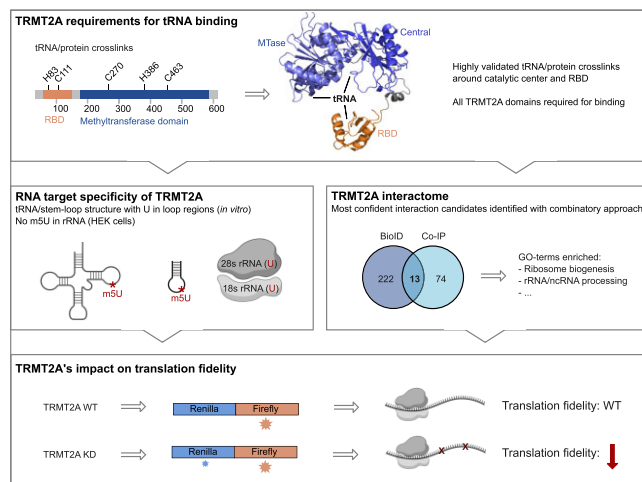 TRMT2A requirements for tRNA binding
tRNA/protein crosslinks
H83
C111
C270
H386
C463
100
300
500
RBD
Methyltransferase domain
MTase
Central
tRNA
RBD
Highly validated tRNA/protein crosslinks
around catalytic center and RBD
All TRMT2A domains required for binding
RNA target specificity of TRMT2A
tRNA/stem-loop structure with U in loop regions (in vitro)
No m5U in rRNA (HEK cells)
m5U
m5U
28s rRNA (U)
18s rRNA (U)
TRMT2A interactome
Most confident interaction candidates identified with combinatory approach
BioID
Co-IP
222
13
74
GO-terms enriched:
- Ribosome biogenesis
- rRNA/ncRNA processing
- ...
TRMT2A's impact on translation fidelity
TRMT2A WT
Renilla
Firefly
Translation fidelity: WT
TRMT2A KD
Renilla
Firefly
x
x
Translation fidelity: